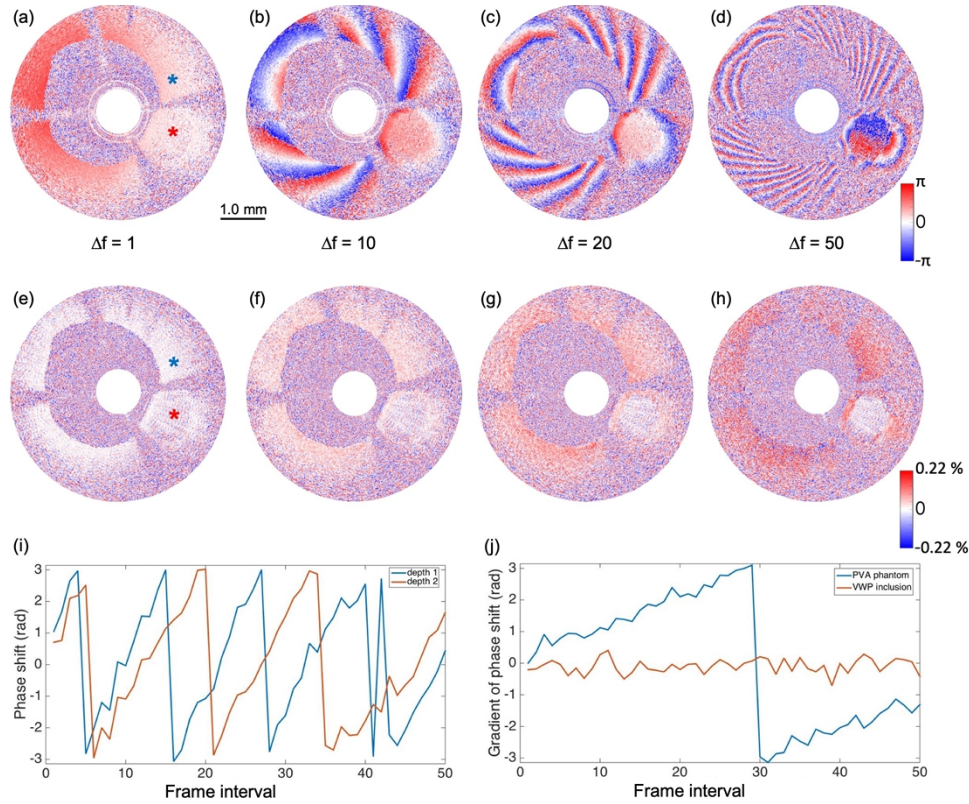 (a) (b) (c) (d)
* *
1.0 mm
π
0
-π
Δf = 1 Δf = 10 Δf = 20 Δf = 50
(e) (f) (g) (h)
* *
0.22 %
0
-0.22 %
(i)
3
2
1
0
-1
-2
-3
Phase shift (rad)
depth 1
depth 2
0 10 20 30 40 50
Frame interval
(j)
3
2
1
0
-1
-2
-3
Gradient of phase shift (rad)
PVA phantom
VWP inclusion
0 10 20 30 40 50
Frame interval